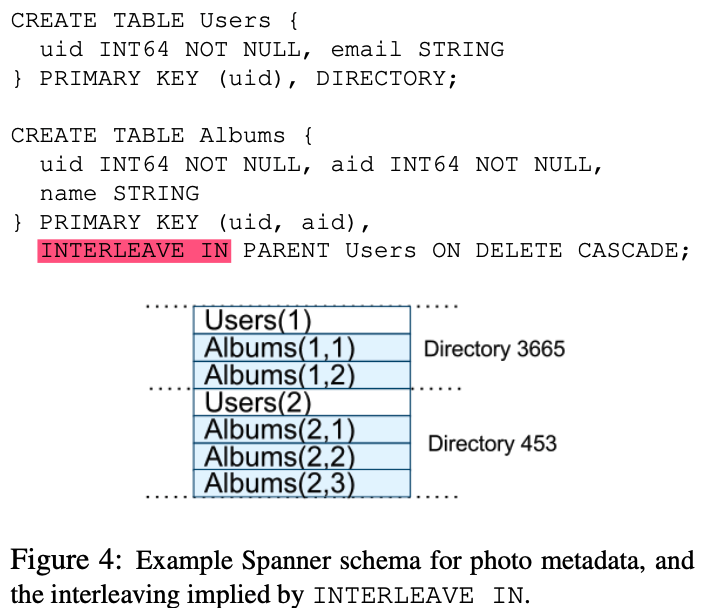 CREATE TABLE Users {
uid INT64 NOT NULL, email STRING
} PRIMARY KEY (uid), DIRECTORY;
CREATE TABLE Albums {
uid INT64 NOT NULL, aid INT64 NOT NULL,
name STRING
} PRIMARY KEY (uid, aid),
INTERLEAVE IN PARENT Users ON DELETE CASCADE;
Users(1)
Albums(1,1)
Directory 3665
Albums(1,2)
Users(2)
Albums(2,1)
Directory 453
Albums(2,2)
Albums(2,3)
Figure 4: Example Spanner schema for photo metadata, and
the interleaving implied by INTERLEAVE IN.